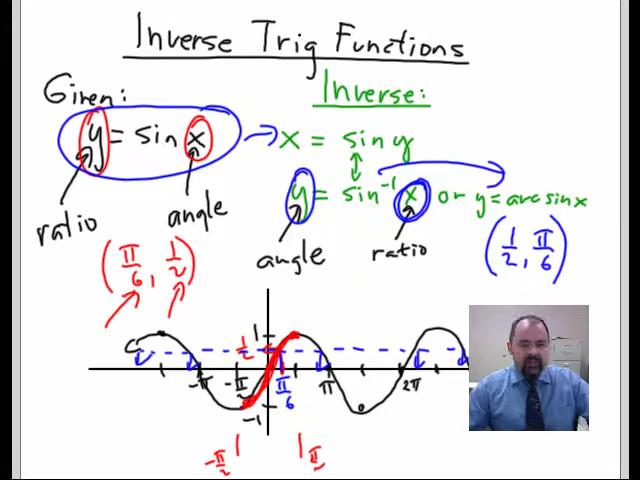 Inverse Trig Functions
Given:
Inverse:
y = sin x
x = sin y
y = sin⁻¹ x or y = arcsin x
ratio
angle
angle
ratio
(π/6, 1/2)
(1/2, π/6)
1
1/2
-π
-π/2
π/6
π
2π
-1
-π/2
π/2